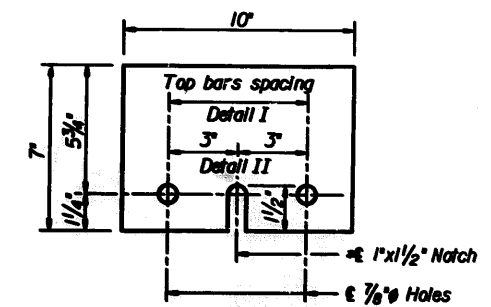 10"
Top bars spacing
Detail I
3" 3"
Detail II
7"
5¾"
1¼"
1½"
℄ 1"x1½" Notch
℄ ⅞"ø Holes